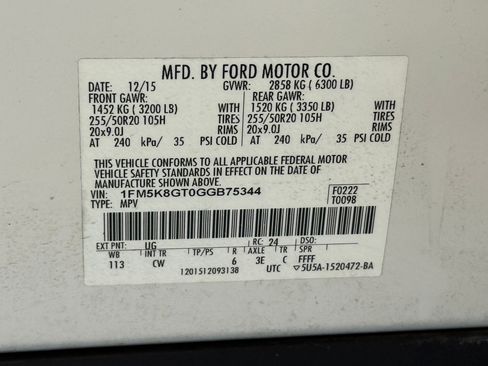 MFD. BY FORD MOTOR CO.
DATE: 12/15 GVWR: 2858 KG ( 6300 LB)
FRONT GAWR: REAR GAWR:
1452 KG ( 3200 LB) WITH 1520 KG ( 3350 LB) WITH
255/50R20 105H TIRES 255/50R20 105H TIRES
20x9.0J RIMS 20x9.0J RIMS
AT 240 kPa/ 35 PSI COLD AT 240 kPa/ 35 PSI COLD
THIS VEHICLE CONFORMS TO ALL APPLICABLE FEDERAL MOTOR
VEHICLE SAFETY STANDARDS IN EFFECT ON THE DATE OF
MANUFACTURE SHOWN ABOVE.
VIN: 1FM5K8GT0GGB75344 F0222
TYPE: MPV T0098
EXT PNT: UG RC: 24 DSO:
WB INT TR TP/PS R AXLE TR SPR
113 CW 6 3E C FFFF
1201512093138 UTC ▽5U5A-1520472-BA